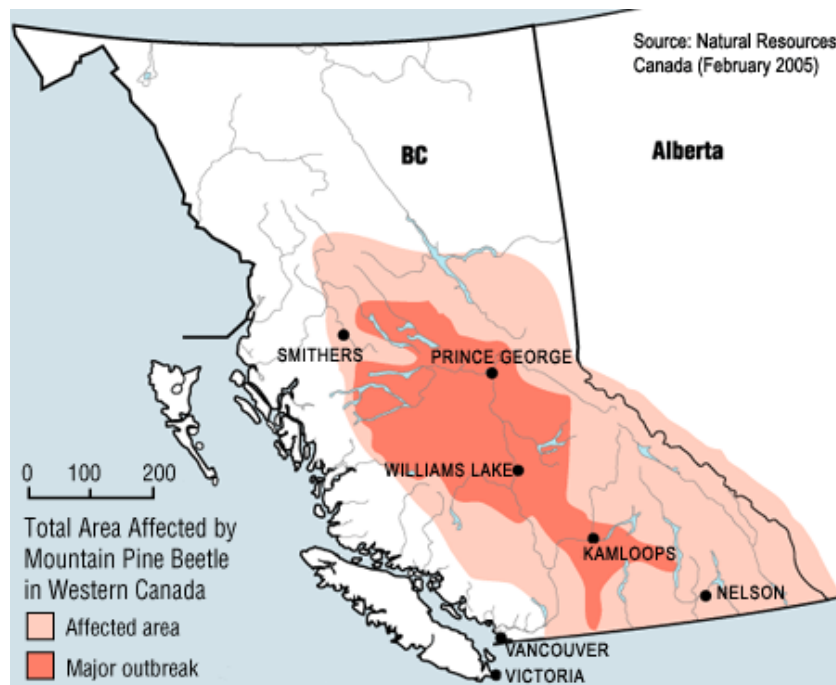 Source: Natural Resources
Canada (February 2005)
BC
Alberta
SMITHERS
PRINCE GEORGE
WILLIAMS LAKE
KAMLOOPS
NELSON
VANCOUVER
VICTORIA
0 100 200
Total Area Affected by
Mountain Pine Beetle
in Western Canada
Affected area
Major outbreak